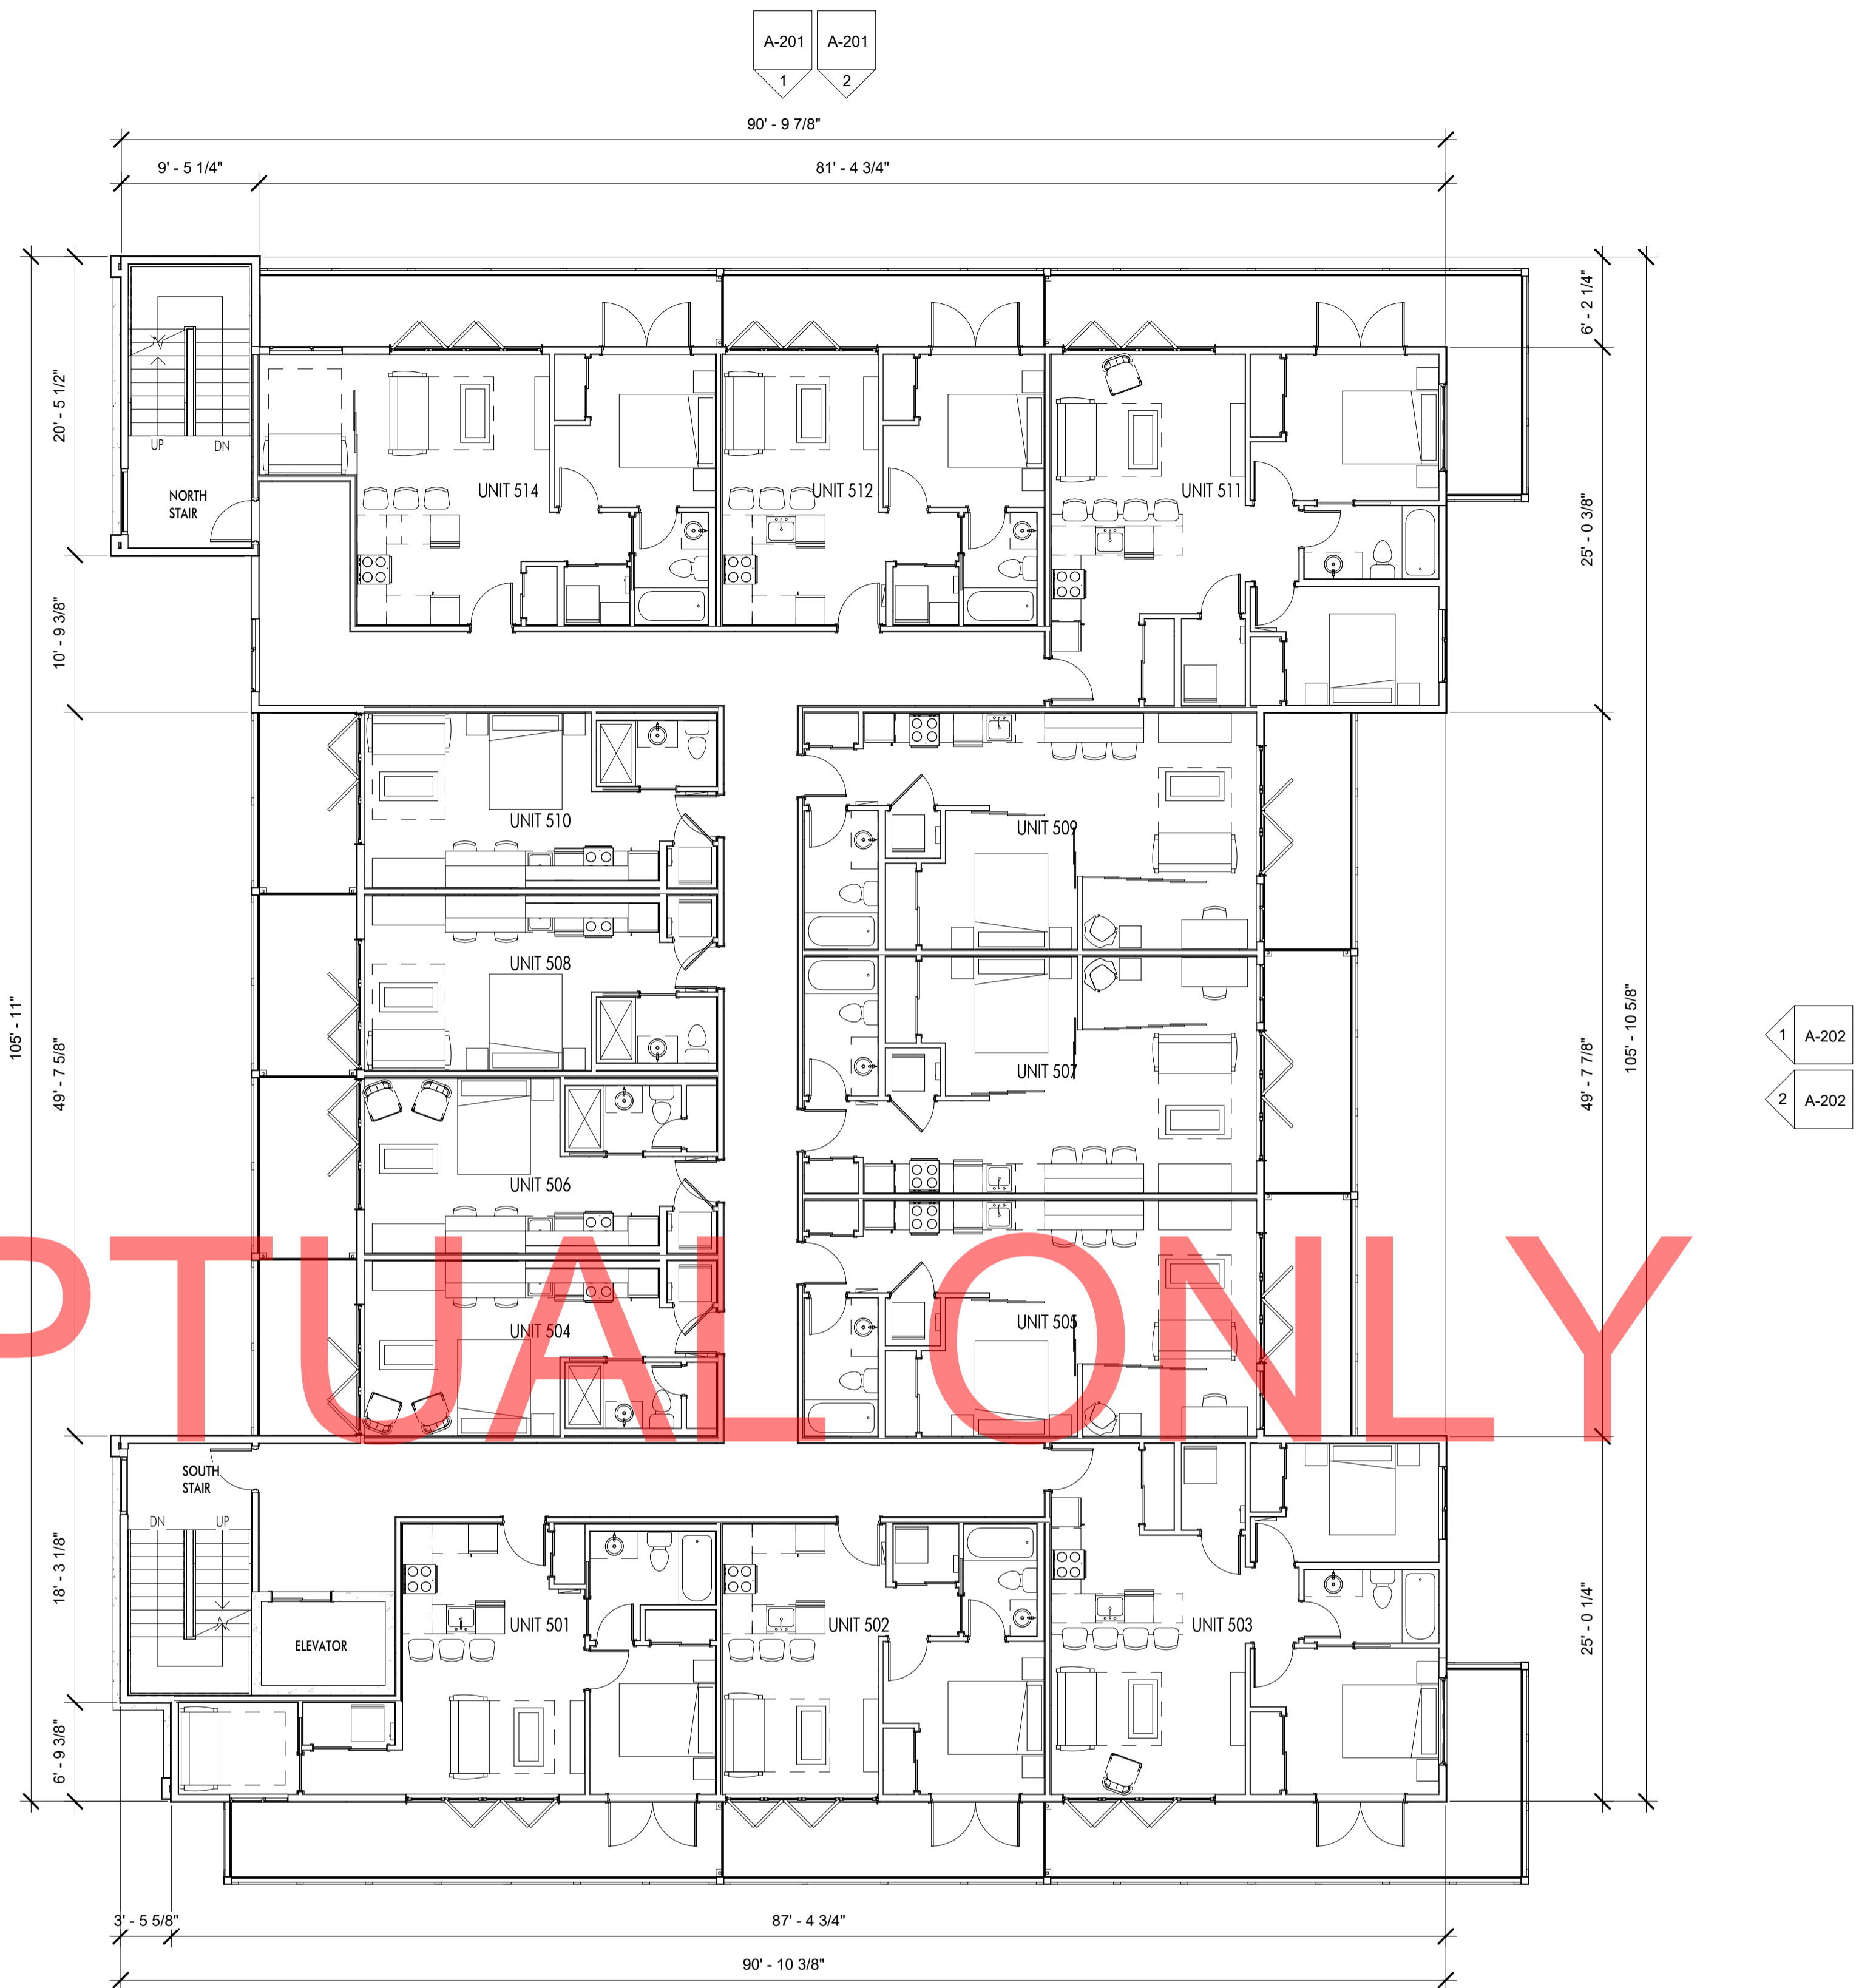 A-201 A-201
1 2
90' - 9 7/8"
9' - 5 1/4" 81' - 4 3/4"
6' - 2 1/4"
20' - 5 1/2"
UP DN
NORTH
STAIR
UNIT 514
UNIT 512
UNIT 511
25' - 0 3/8"
10' - 9 3/8"
UNIT 510
UNIT 509
UNIT 508
UNIT 507
105' - 11"
49' - 7 5/8"
49' - 7 7/8"
105' - 10 5/8"
1 A-202
2 A-202
UNIT 506
UNIT 504
UNIT 505
PTUAL ONLY
SOUTH
STAIR
DN UP
18' - 3 1/8"
ELEVATOR
UNIT 501
UNIT 502
UNIT 503
25' - 0 1/4"
6' - 9 3/8"
3' - 5 5/8" 87' - 4 3/4"
90' - 10 3/8"